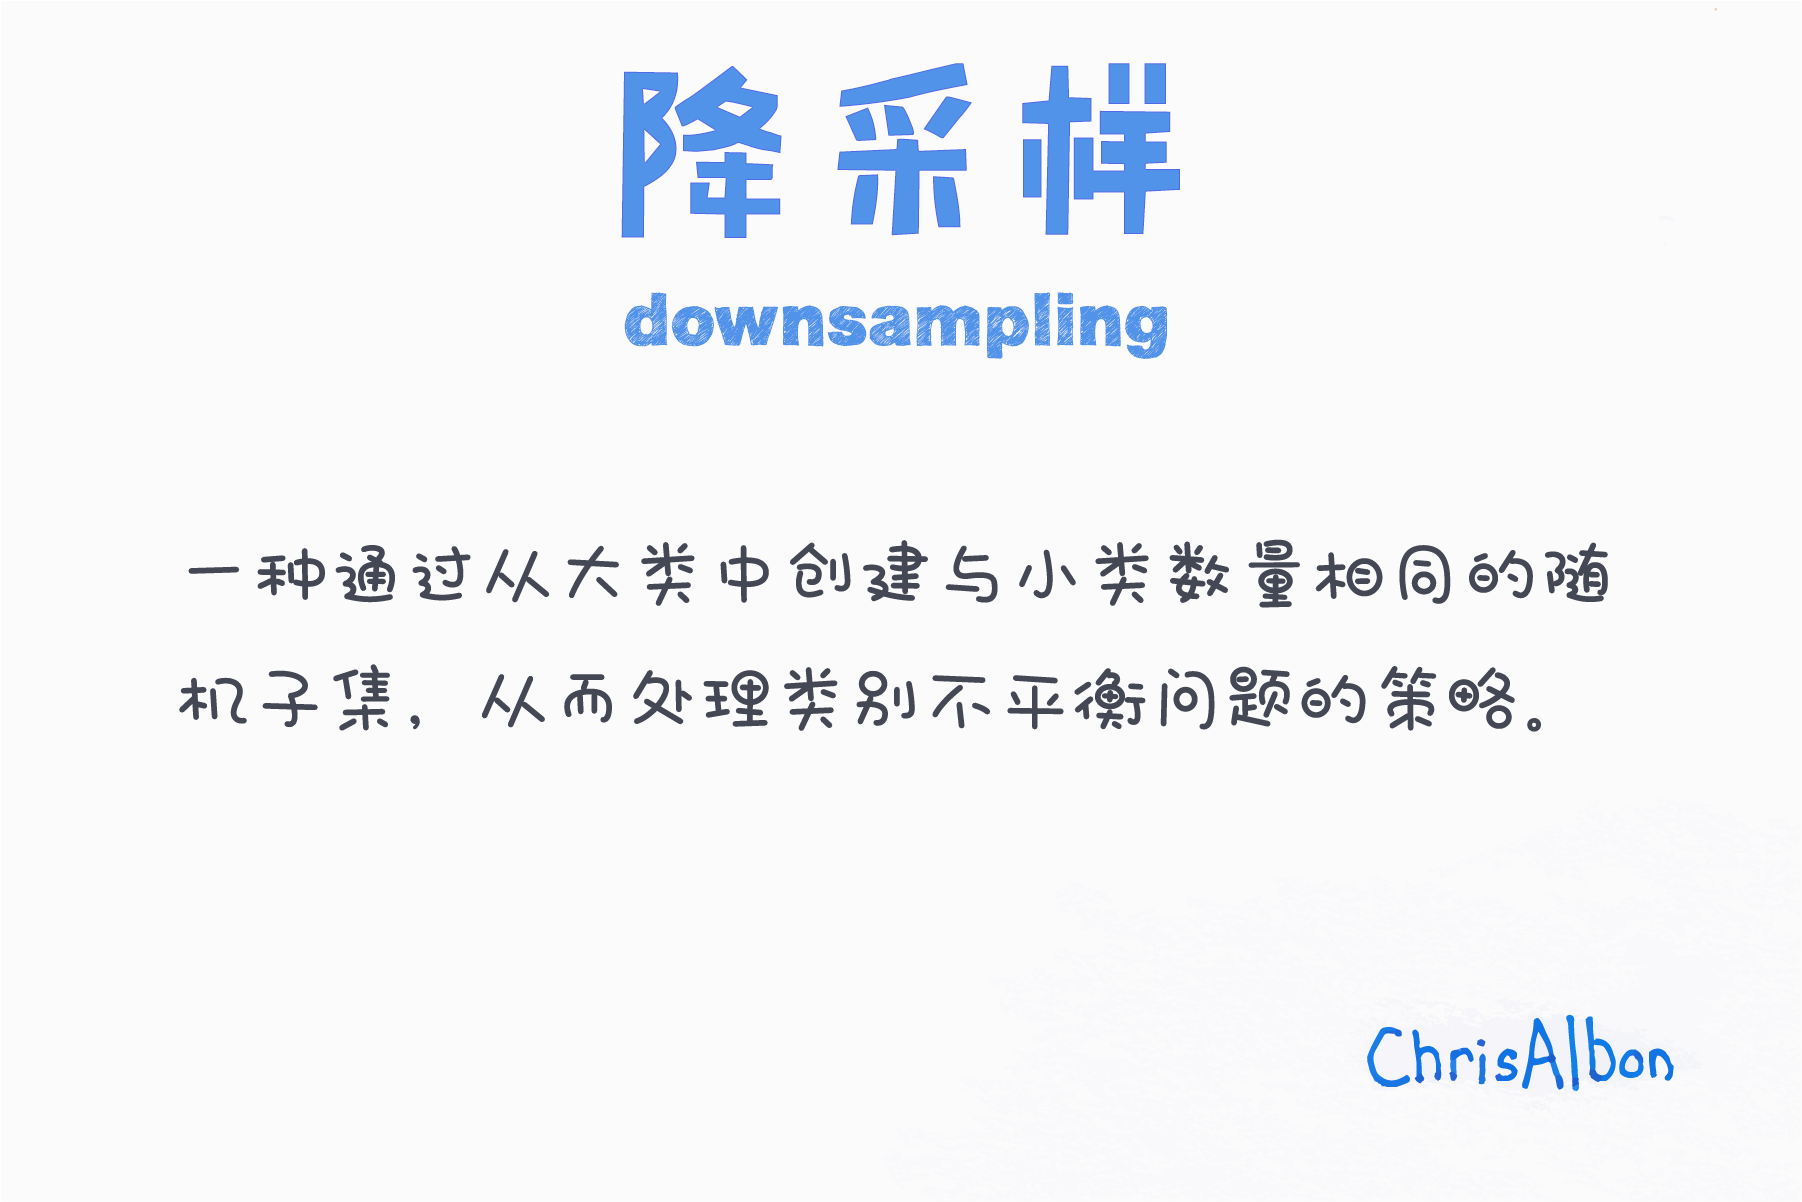 降采样
downsampling
一种通过从大类中创建与小类数量相同的随
机子集，从而处理类别不平衡问题的策略。
ChrisAlbon